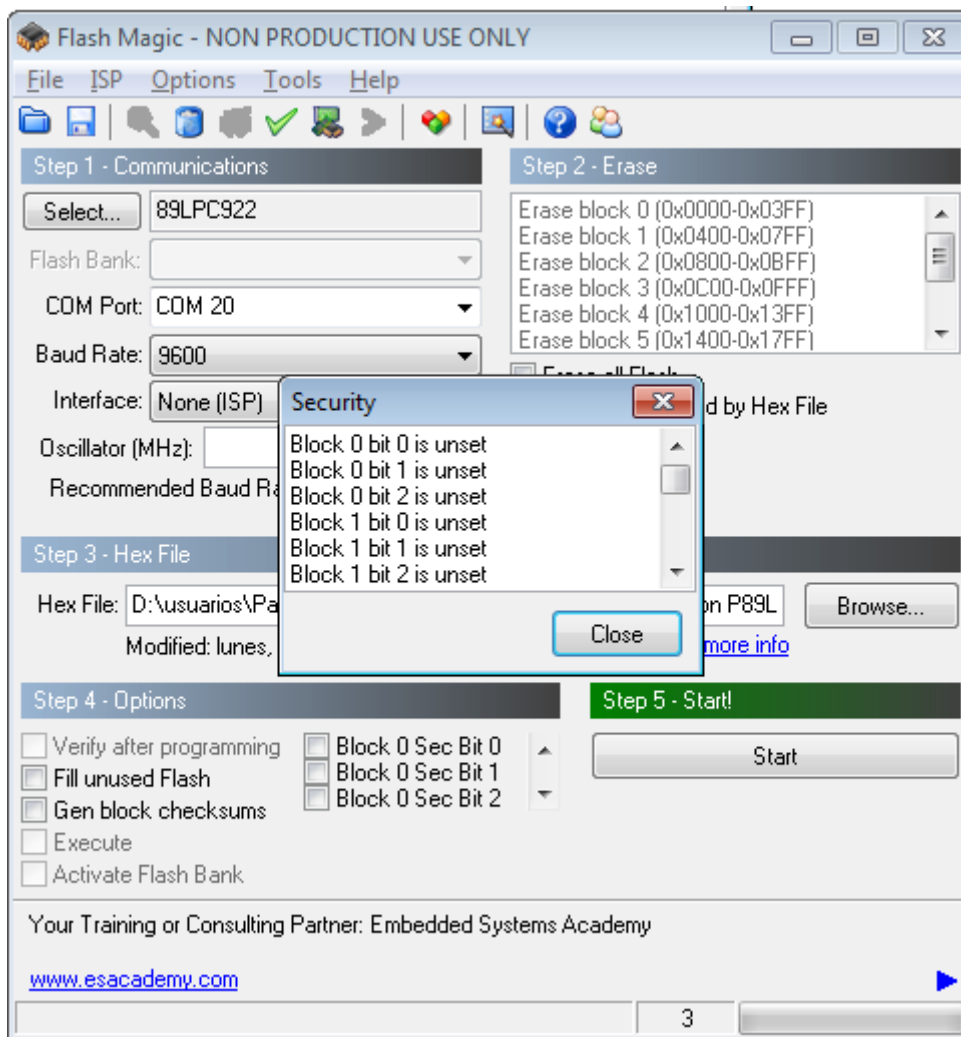 Flash Magic - NON PRODUCTION USE ONLY
File ISP Options Tools Help
Step 1 - Communications
Select... 89LPC922
Flash Bank:
COM Port: COM 20
Baud Rate: 9600
Interface: None (ISP)
Oscillator (MHz):
Recommended Baud
Step 2 - Erase
Erase block 0 (0x0000-0x03FF)
Erase block 1 (0x0400-0x07FF)
Erase block 2 (0x0800-0x0BFF)
Erase block 3 (0x0C00-0x0FFF)
Erase block 4 (0x1000-0x13FF)
Erase block 5 (0x1400-0x17FF)
d by Hex File
Security
Block 0 bit 0 is unset
Block 0 bit 1 is unset
Block 0 bit 2 is unset
Block 1 bit 0 is unset
Block 1 bit 1 is unset
Block 1 bit 2 is unset
Close
Step 3 - Hex File
Hex File: D:\usuarios\Pa on P89L Browse...
Modified: lunes, more info
Step 4 - Options
Verify after programming
Fill unused Flash
Gen block checksums
Execute
Activate Flash Bank
Block 0 Sec Bit 0
Block 0 Sec Bit 1
Block 0 Sec Bit 2
Step 5 - Start!
Start
Your Training or Consulting Partner: Embedded Systems Academy
www.esacademy.com
3